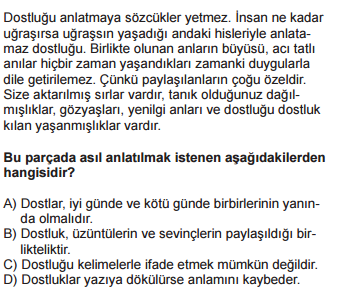 Dostluğu anlatmaya sözcükler yetmez. İnsan ne kadar
uğraşırsa uğraşsın yaşadığı andaki hisleriyle anlata-
maz dostluğu. Birlikte olunan anların büyüsü, acı tatlı
anılar hiçbir zaman yaşandıkları zamanki duygularla
dile getirilemez. Çünkü paylaşılanların çoğu özeldir.
Size aktarılmış sırlar vardır, tanık olduğunuz dağıl-
mışlıklar, gözyaşları, yenilgi anları ve dostluğu dostluk
kılan yaşanmışlıklar vardır.
Bu parçada asıl anlatılmak istenen aşağıdakilerden
hangisidir?
A) Dostlar, iyi günde ve kötü günde birbirlerinin yanın-
da olmalıdır.
B) Dostluk, üzüntülerin ve sevinçlerin paylaşıldığı bir-
likteliktir.
C) Dostluğu kelimelerle ifade etmek mümkün değildir.
D) Dostluklar yazıya dökülürse anlamını kaybeder.